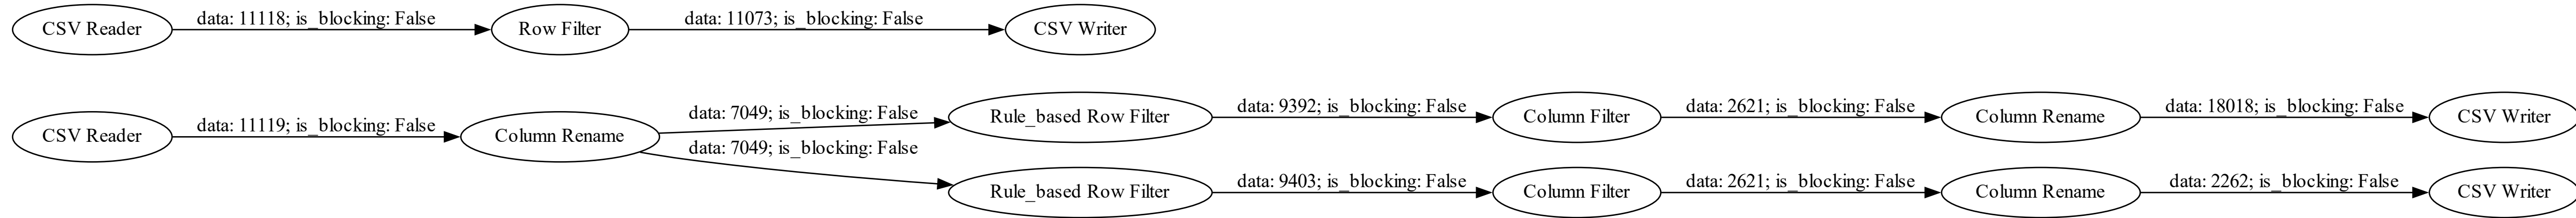 CSV Reader
data: 11118; is_blocking: False
Row Filter
data: 11073; is_blocking: False
CSV Writer
CSV Reader
data: 11119; is_blocking: False
Column Rename
data: 7049; is_blocking: False
Rule_based Row Filter
data: 9392; is_blocking: False
Column Filter
data: 2621; is_blocking: False
Column Rename
data: 18018; is_blocking: False
CSV Writer
data: 7049; is_blocking: False
Rule_based Row Filter
data: 9403; is_blocking: False
Column Filter
data: 2621; is_blocking: False
Column Rename
data: 2262; is_blocking: False
CSV Writer